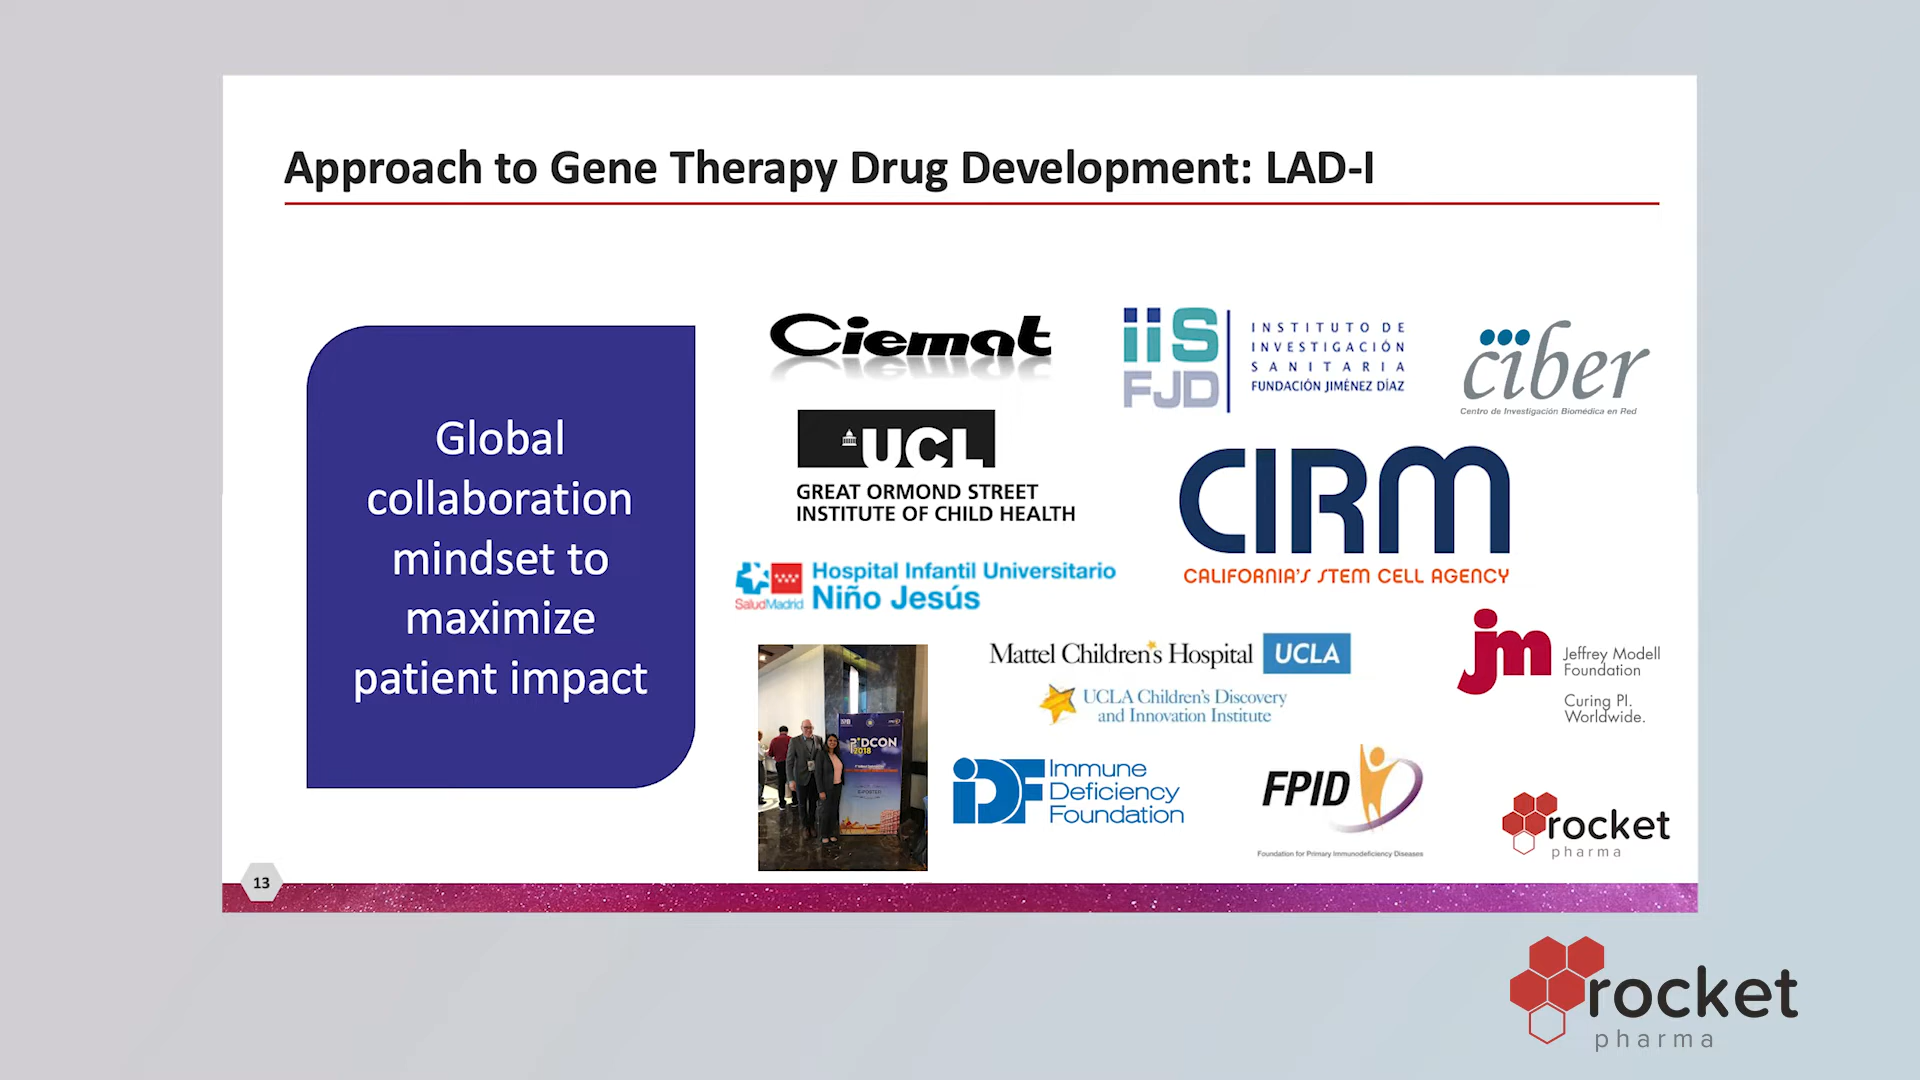 Approach to Gene Therapy Drug Development: LAD-I
Global
collaboration
mindset to
maximize
patient impact
Ciemat
iiS
FJD
INSTITUTO DE
INVESTIGACIÓN
SANITARIA
FUNDACIÓN JIMÉNEZ DÍAZ
ciber
Centro de Investigación Biomédica en Red
UCL
GREAT ORMOND STREET
INSTITUTE OF CHILD HEALTH
CIRM
CALIFORNIA'S STEM CELL AGENCY
SaludMadrid
Hospital Infantil Universitario
Niño Jesús
Mattel Children's Hospital UCLA
UCLA Children's Discovery
and Innovation Institute
jm
Jeffrey Modell
Foundation
Curing PI.
Worldwide.
PIDCON
2018
iDF
Immune
Deficiency
Foundation
FPID
Foundation for Primary Immunodeficiency Diseases
rocket
pharma
13
rocket
pharma